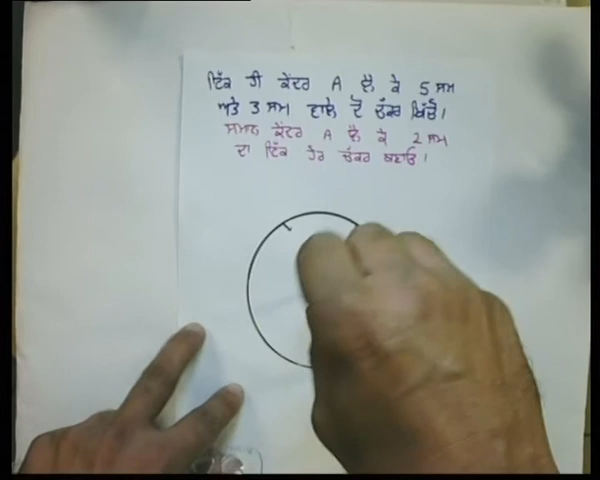 ਇੱਕ ਹੀ ਕੇਂਦਰ A ਲੈ ਕੇ 5 ਸਮ
ਅਤੇ 3 ਸਮ ਵਾਲੇ ਦੋ ਚੱਕਰ ਖਿੱਚੋ।
ਸਮਾਨ ਕੇਂਦਰ A ਲੈ ਕੇ 2 ਸਮ
ਦਾ ਇੱਕ ਹੋਰ ਚੱਕਰ ਬਣਾਓ।